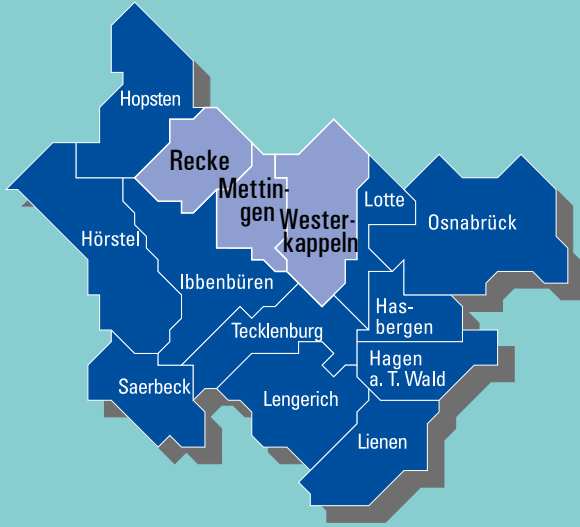 Hopsten
Recke
Mettin-
gen
Wester-
kappeln
Lotte
Osnabrück
Hörstel
Ibbenbüren
Tecklenburg
Has-
bergen
Hagen
a. T. Wald
Saerbeck
Lengerich
Lienen